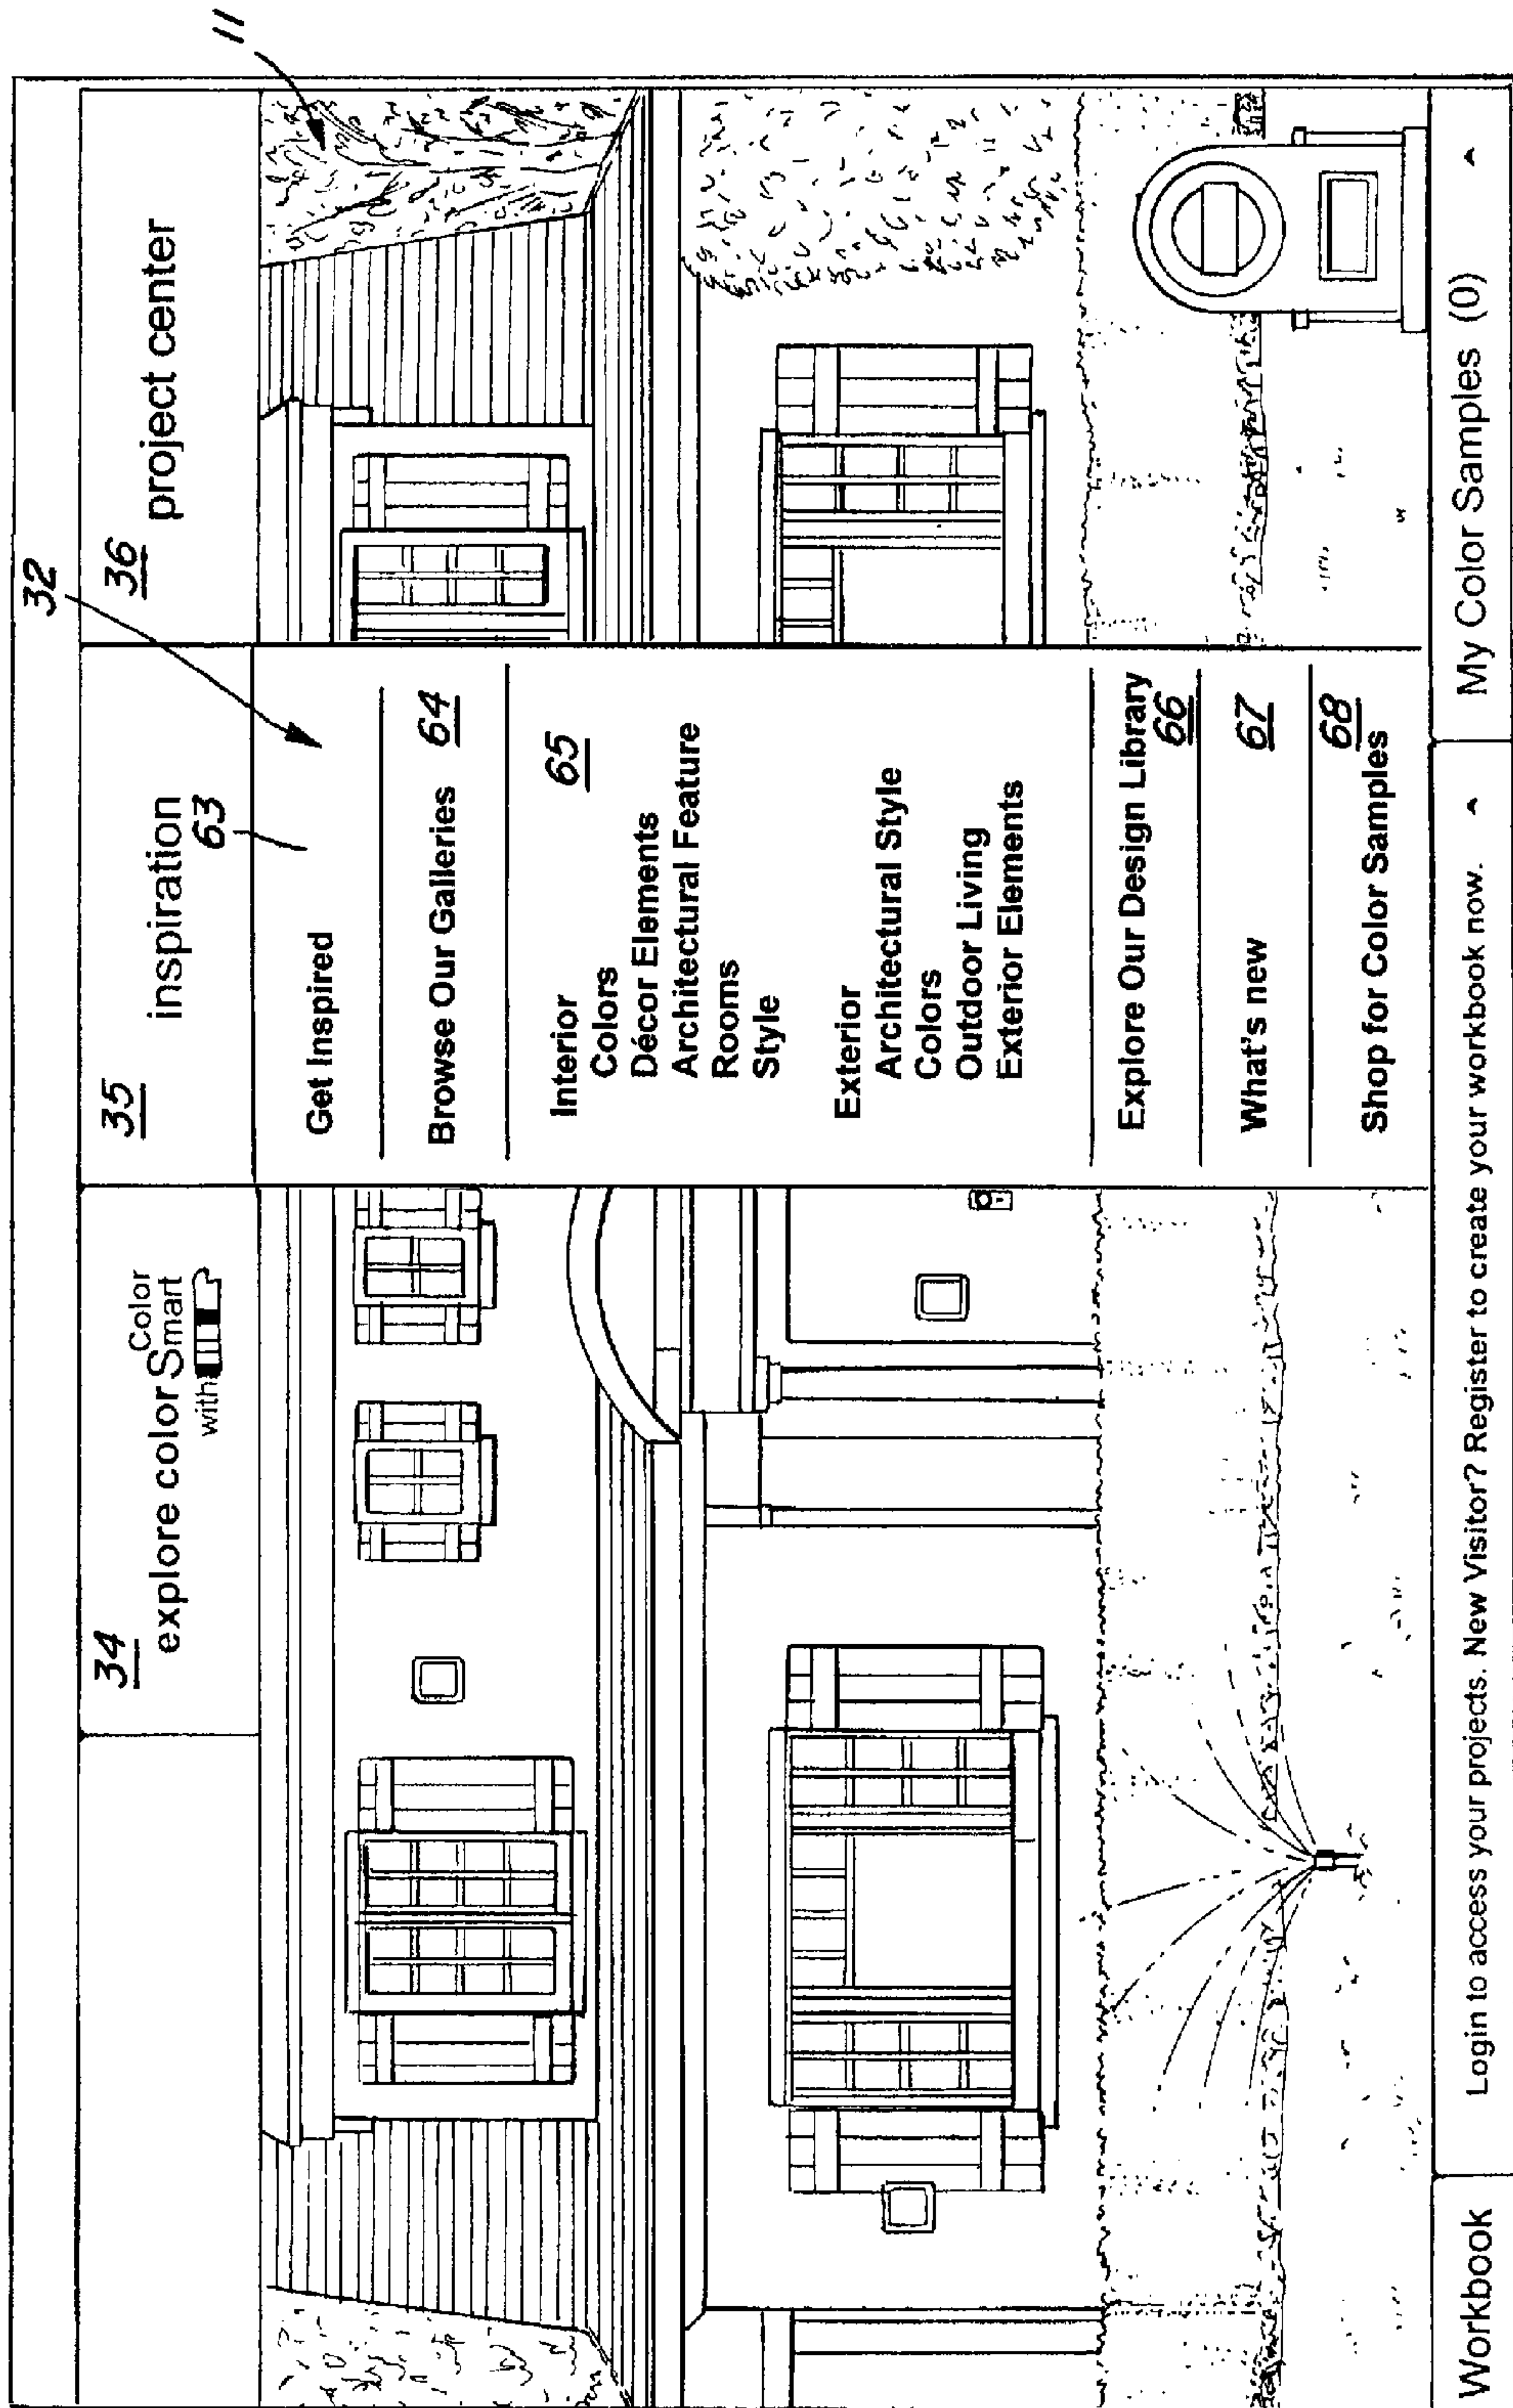 32
11
34
explore color Color Smart
with
35
inspiration
63
36
project center
Get Inspired
Browse Our Galleries 64
65
Interior
Colors
Décor Elements
Architectural Feature
Rooms
Style
Exterior
Architectural Style
Colors
Outdoor Living
Exterior Elements
Explore Our Design Library
66
What's new 67
68
Shop for Color Samples
Workbook Login to access your projects. New Visitor? Register to create your workbook now. ^ My Color Samples (0) ^